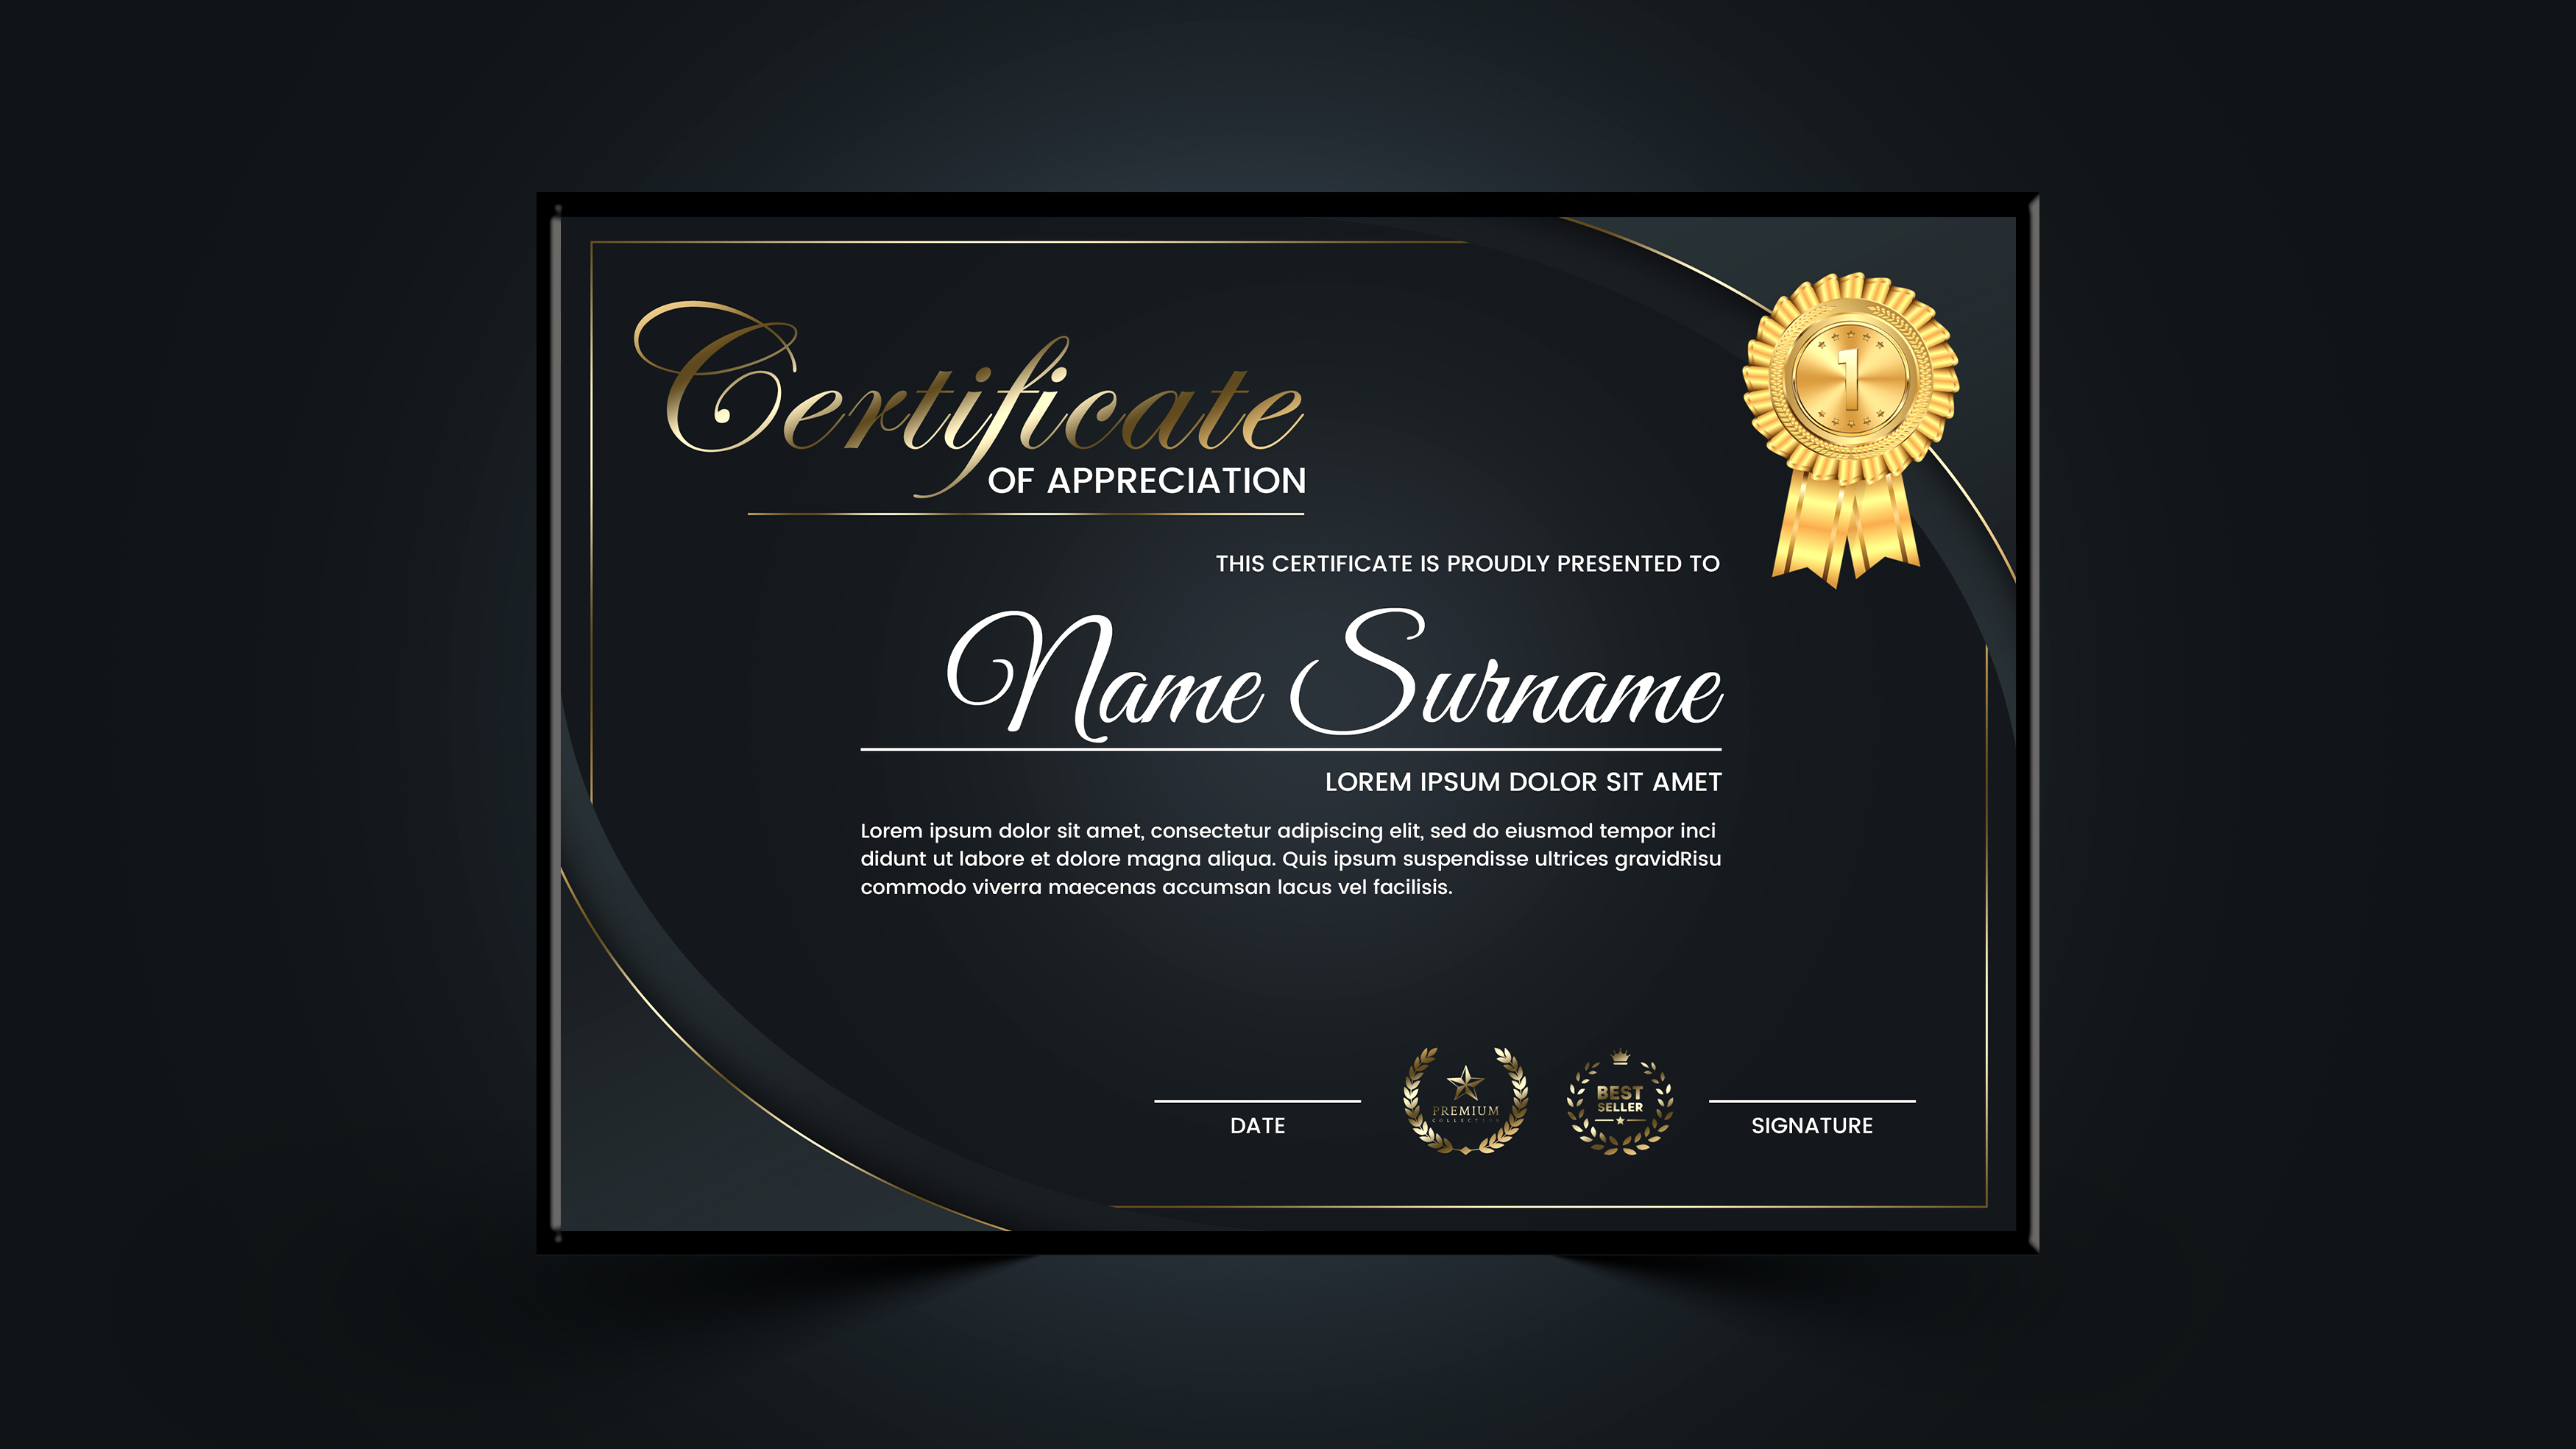 Certificate
OF APPRECIATION
1
THIS CERTIFICATE IS PROUDLY PRESENTED TO
Name Surname
LOREM IPSUM DOLOR SIT AMET
Lorem ipsum dolor sit amet, consectetur adipiscing elit, sed do eiusmod tempor inci
didunt ut labore et dolore magna aliqua. Quis ipsum suspendisse ultrices gravidRisu
commodo viverra maecenas accumsan lacus vel facilisis.
DATE
PREMIUM
COLLECTION
BEST
SELLER
SIGNATURE